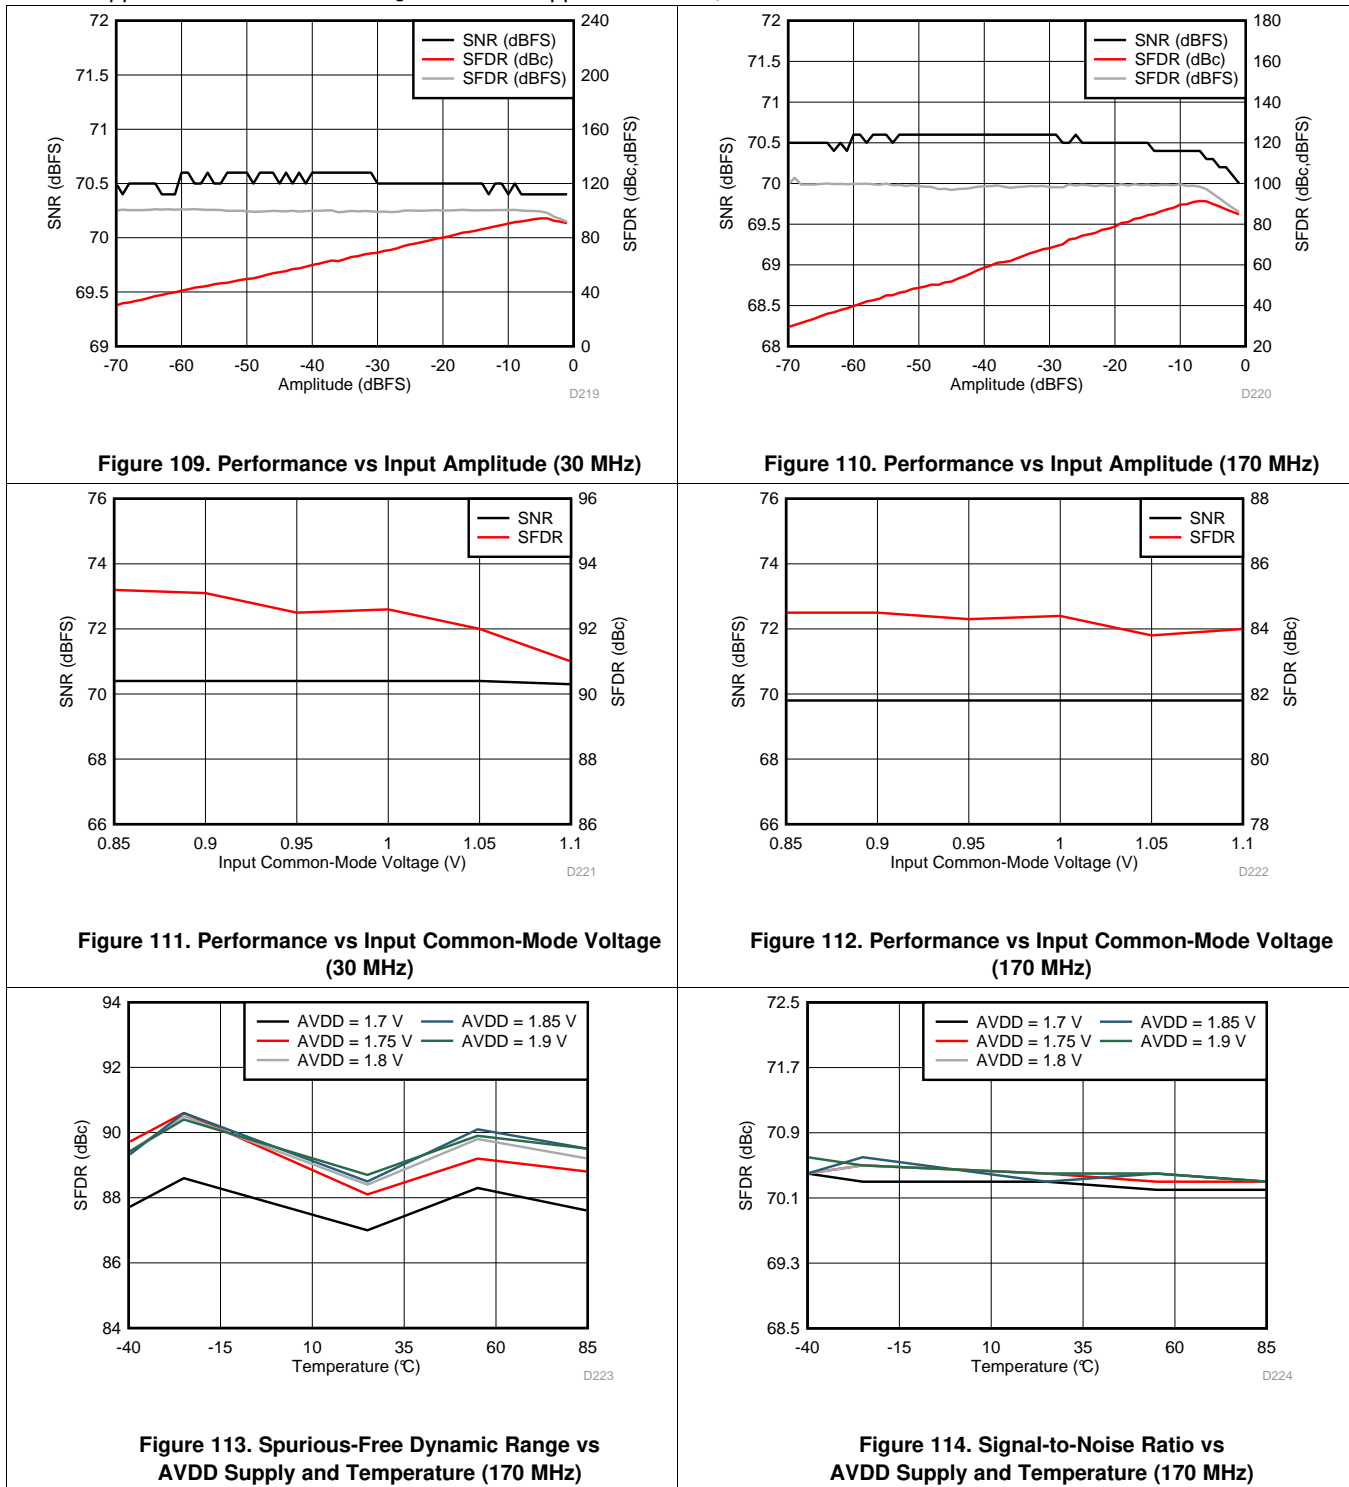 72
71.5
71
70.5
70
69.5
69
240
200
160
120
80
40
0
-70 -60 -50 -40 -30 -20 -10 0
SNR (dBFS)
SFDR (dBc,dBFS)
Amplitude (dBFS)
SNR (dBFS)
SFDR (dBc)
SFDR (dBFS)
D219
Figure 109. Performance vs Input Amplitude (30 MHz)
72
71.5
71
70.5
70
69.5
69
68.5
68
180
160
140
120
100
80
60
40
20
-70 -60 -50 -40 -30 -20 -10 0
SNR (dBFS)
SFDR (dBc,dBFS)
Amplitude (dBFS)
SNR (dBFS)
SFDR (dBc)
SFDR (dBFS)
D220
Figure 110. Performance vs Input Amplitude (170 MHz)
76
74
72
70
68
66
96
94
92
90
88
86
0.85 0.9 0.95 1 1.05 1.1
SNR (dBFS)
SFDR (dBc)
Input Common-Mode Voltage (V)
SNR
SFDR
D221
Figure 111. Performance vs Input Common-Mode Voltage
(30 MHz)
76
74
72
70
68
66
88
86
84
82
80
78
0.85 0.9 0.95 1 1.05 1.1
SNR (dBFS)
SFDR (dBc)
Input Common-Mode Voltage (V)
SNR
SFDR
D222
Figure 112. Performance vs Input Common-Mode Voltage
(170 MHz)
94
92
90
88
86
84
-40 -15 10 35 60 85
SFDR (dBc)
Temperature (°C)
AVDD = 1.7 V
AVDD = 1.75 V
AVDD = 1.8 V
AVDD = 1.85 V
AVDD = 1.9 V
D223
Figure 113. Spurious-Free Dynamic Range vs
AVDD Supply and Temperature (170 MHz)
72.5
71.7
70.9
70.1
69.3
68.5
-40 -15 10 35 60 85
SFDR (dBc)
Temperature (°C)
AVDD = 1.7 V
AVDD = 1.75 V
AVDD = 1.8 V
AVDD = 1.85 V
AVDD = 1.9 V
D224
Figure 114. Signal-to-Noise Ratio vs
AVDD Supply and Temperature (170 MHz)